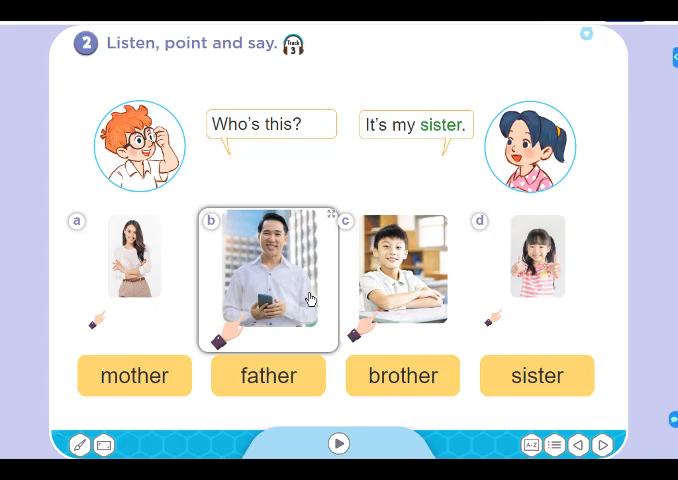 2 Listen, point and say. Track 3
Who's this?
It's my sister.
a
b
c
d
mother
father
brother
sister
A-Z